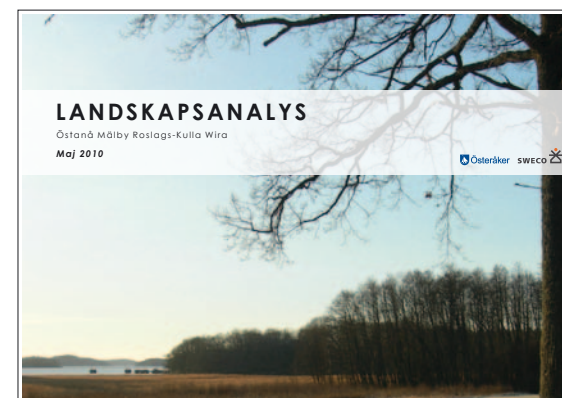 LANDSKAPSANALYS
Östanå Mälby Roslags-Kulla Wira
Maj 2010
Österåker SWECO